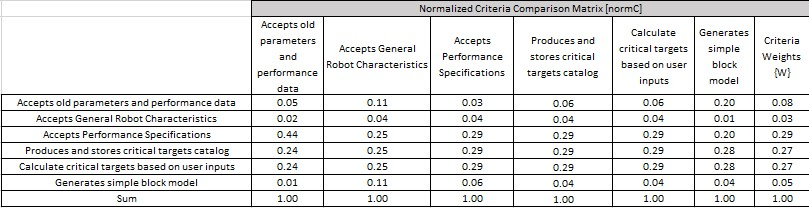 Normalized Criteria Comparison Matrix [normC]
Accepts old parameters and performance data	Accepts General Robot Characteristics	Accepts Performance Specifications	Produces and stores critical targets catalog	Calculate critical targets based on user inputs	Generates simple block model	Criteria Weights {W}
Accepts old parameters and performance data	0.05	0.11	0.03	0.06	0.06	0.20	0.08
Accepts General Robot Characteristics	0.02	0.04	0.04	0.04	0.04	0.01	0.03
Accepts Performance Specifications	0.44	0.25	0.29	0.29	0.29	0.20	0.29
Produces and stores critical targets catalog	0.24	0.25	0.29	0.29	0.29	0.28	0.27
Calculate critical targets based on user inputs	0.24	0.25	0.29	0.29	0.29	0.28	0.27
Generates simple block model	0.01	0.11	0.06	0.04	0.04	0.04	0.05
Sum	1.00	1.00	1.00	1.00	1.00	1.00	1.00